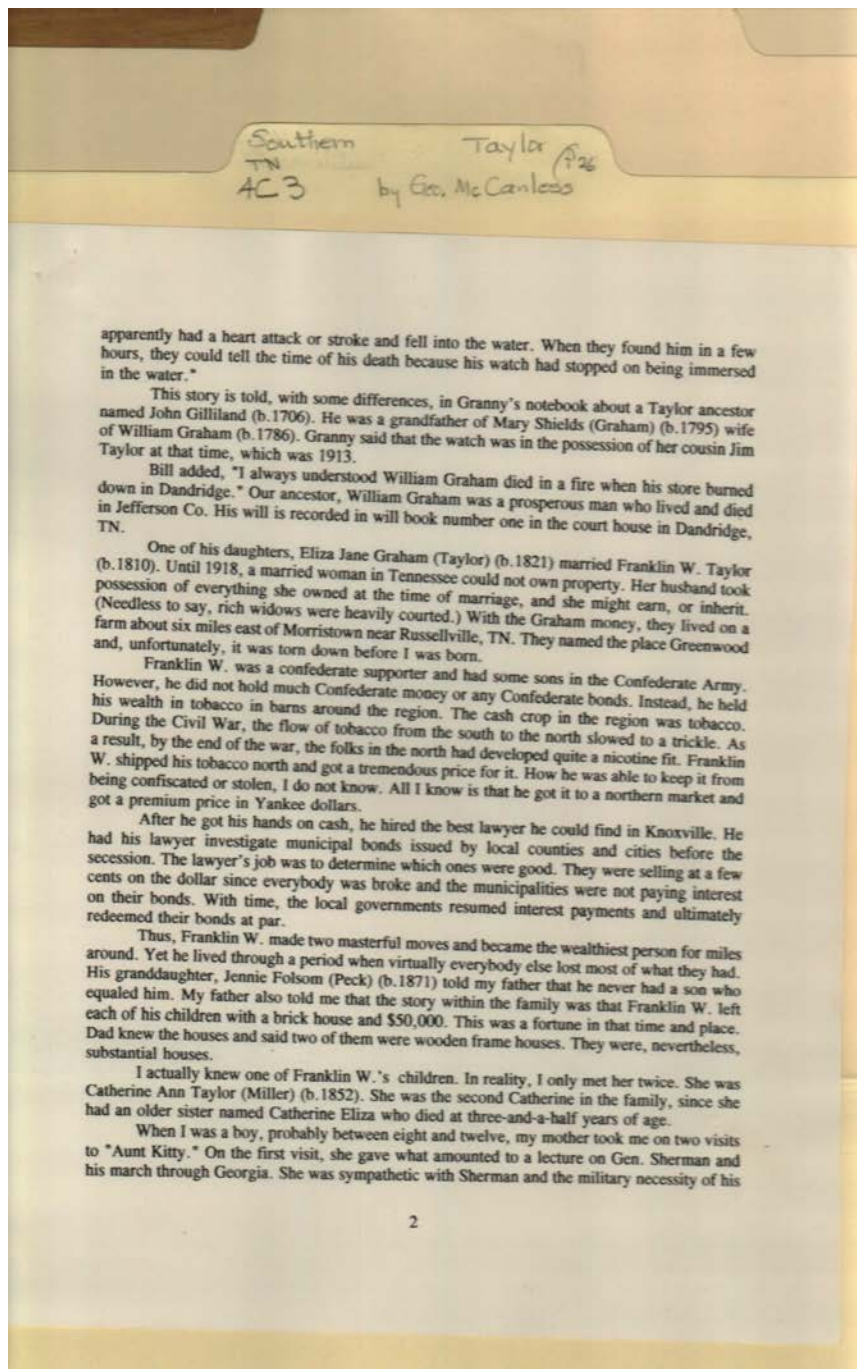 Southern Taylor
TN
AC3 by Geo. McCanless
apparently had a heart attack or stroke and fell into the water. When they found him in a few
hours, they could tell the time of his death because his watch had stopped on being immersed
in the water."
This story is told, with some differences, in Granny's notebook about a Taylor ancestor
named John Gilliland (b.1706). He was a grandfather of Mary Shields (Graham) (b.1795) wife
of William Graham (b.1786). Granny said that the watch was in the possession of her cousin Jim
Taylor at that time, which was 1913.
Bill added, "I always understood William Graham died in a fire when his store burned
down in Dandridge." Our ancestor, William Graham was a prosperous man who lived and died
in Jefferson Co. His will is recorded in will book number one in the court house in Dandridge,
TN.
One of his daughters, Eliza Jane Graham (Taylor) (b.1821) married Franklin W. Taylor
(b.1810). Until 1918, a married woman in Tennessee could not own property. Her husband took
possession of everything she owned at the time of marriage, and she might earn, or inherit.
(Needless to say, rich widows were heavily courted.) With the Graham money, they lived on a
farm about six miles east of Morristown near Russellville, TN. They named the place Greenwood
and, unfortunately, it was torn down before I was born.
Franklin W. was a confederate supporter and had some sons in the Confederate Army.
However, he did not hold much Confederate money or any Confederate bonds. Instead, he held
his wealth in tobacco in barns around the region. The cash crop in the region was tobacco.
During the Civil War, the flow of tobacco from the south to the north slowed to a trickle. As
a result, by the end of the war, the folks in the north had developed quite a nicotine fit. Franklin
W. shipped his tobacco north and got a tremendous price for it. How he was able to keep it from
being confiscated or stolen, I do not know. All I know is that he got it to a northern market and
got a premium price in Yankee dollars.
After he got his hands on cash, he hired the best lawyer he could find in Knoxville. He
had his lawyer investigate municipal bonds issued by local counties and cities before the
secession. The lawyer's job was to determine which ones were good. They were selling at a few
cents on the dollar since everybody was broke and the municipalities were not paying interest
on their bonds. With time, the local governments resumed interest payments and ultimately
redeemed their bonds at par.
Thus, Franklin W. made two masterful moves and became the wealthiest person for miles
around. Yet he lived through a period when virtually everybody else lost most of what they had.
His granddaughter, Jennie Folsom (Peck) (b.1871) told my father that he never had a son who
equaled him. My father also told me that the story within the family was that Franklin W. left
each of his children with a brick house and $50,000. This was a fortune in that time and place.
Dad knew the houses and said two of them were wooden frame houses. They were, nevertheless,
substantial houses.
I actually knew one of Franklin W.'s children. In reality, I only met her twice. She was
Catherine Ann Taylor (Miller) (b.1852). She was the second Catherine in the family, since she
had an older sister named Catherine Eliza who died at three-and-a-half years of age.
When I was a boy, probably between eight and twelve, my mother took me on two visits
to "Aunt Kitty." On the first visit, she gave what amounted to a lecture on Gen. Sherman and
his march through Georgia. She was sympathetic with Sherman and the military necessity of his
2